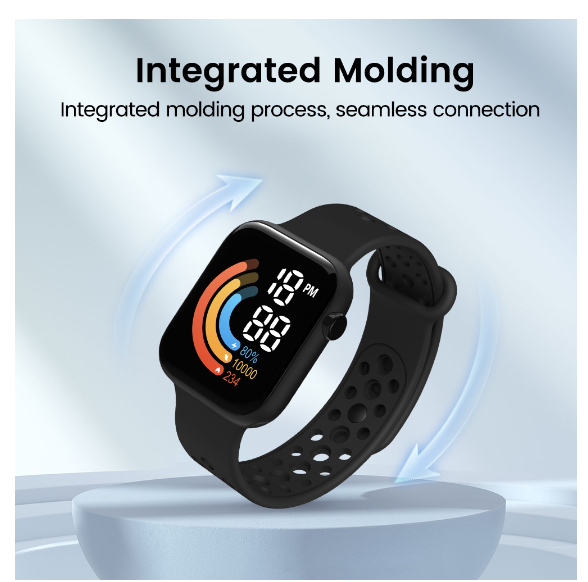 Integrated Molding
Integrated molding process, seamless connection
18 PM
88
80%
10000
234